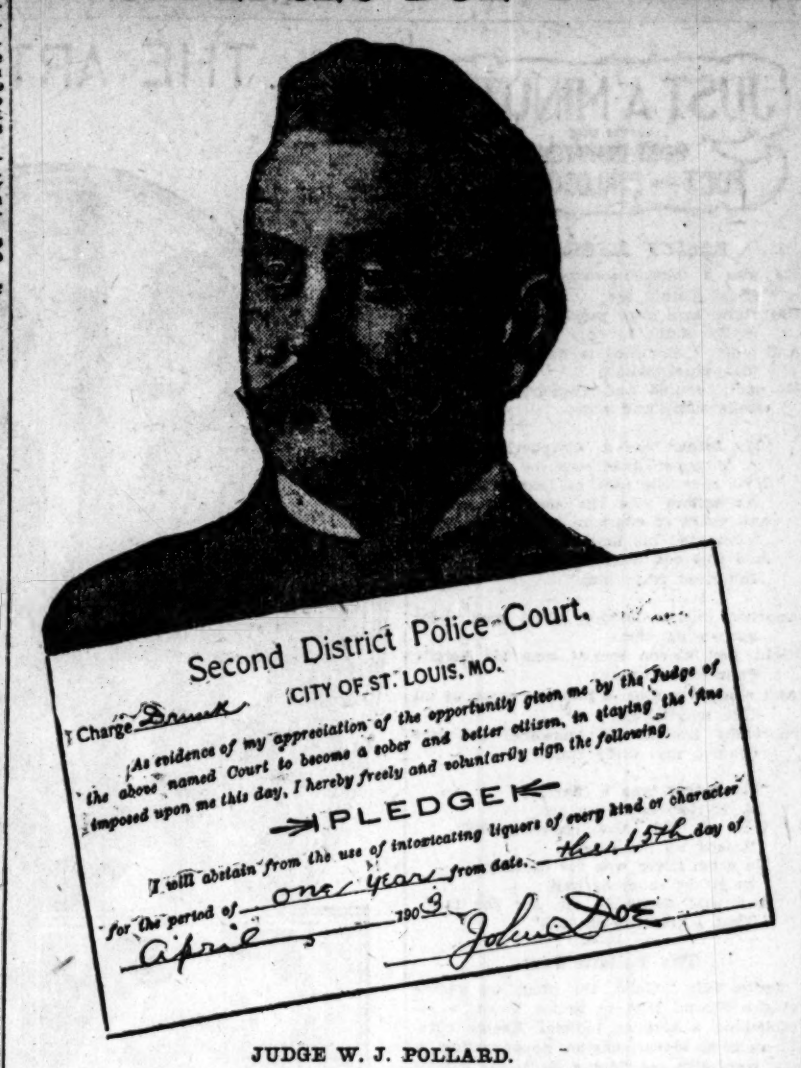 Second District Police Court.
CITY OF ST. LOUIS, MO.
Charge Drunk
As evidence of my appreciation of the opportunity given me by the Judge of
the above named Court to become a sober and better citizen, in staying the fine
imposed upon me this day, I hereby freely and voluntarily sign the following
PLEDGE
I will abstain from the use of intoxicating liquors of every kind or character
for the period of one year from date, this 15th day of
April 1903
John Doe
JUDGE W. J. POLLARD.